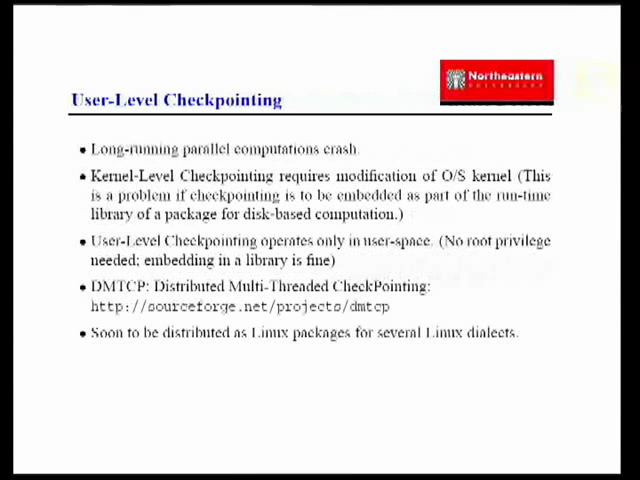 Northeastern
UNIVERSITY
User-Level Checkpointing
• Long-running parallel computations crash.
• Kernel-Level Checkpointing requires modification of O/S kernel (This
is a problem if checkpointing is to be embedded as part of the run-time
library of a package for disk-based computation.)
• User-Level Checkpointing operates only in user-space. (No root privilege
needed; embedding in a library is fine)
• DMTCP: Distributed Multi-Threaded CheckPointing:
http://sourceforge.net/projects/dmtcp
• Soon to be distributed as Linux packages for several Linux dialects.